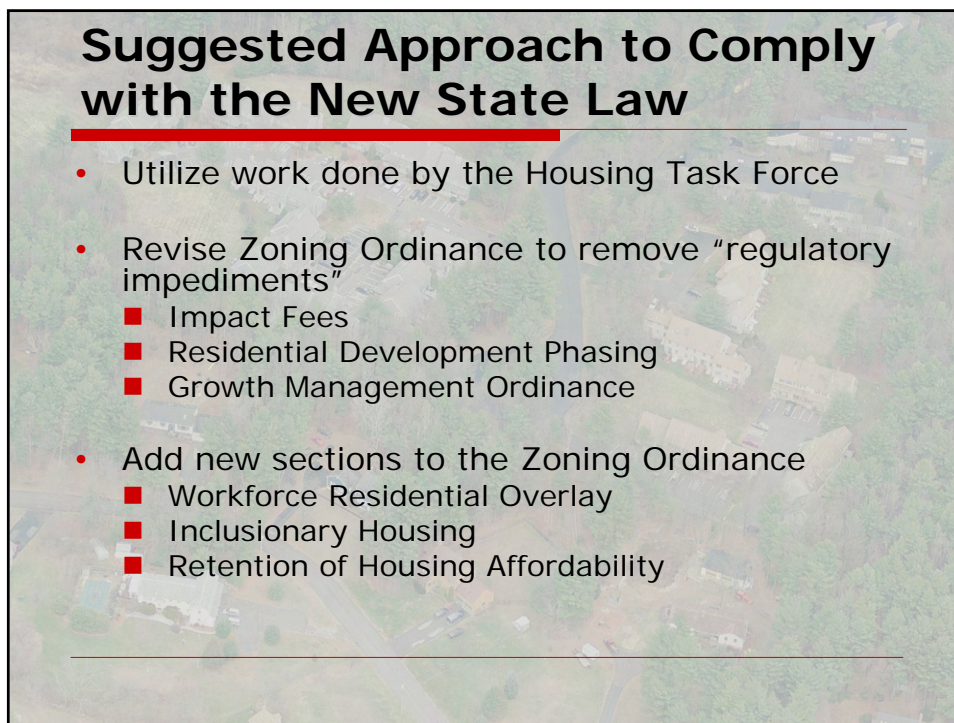 Suggested Approach to Comply
with the New State Law
• Utilize work done by the Housing Task Force
• Revise Zoning Ordinance to remove “regulatory
impediments”
■ Impact Fees
■ Residential Development Phasing
■ Growth Management Ordinance
• Add new sections to the Zoning Ordinance
■ Workforce Residential Overlay
■ Inclusionary Housing
■ Retention of Housing Affordability